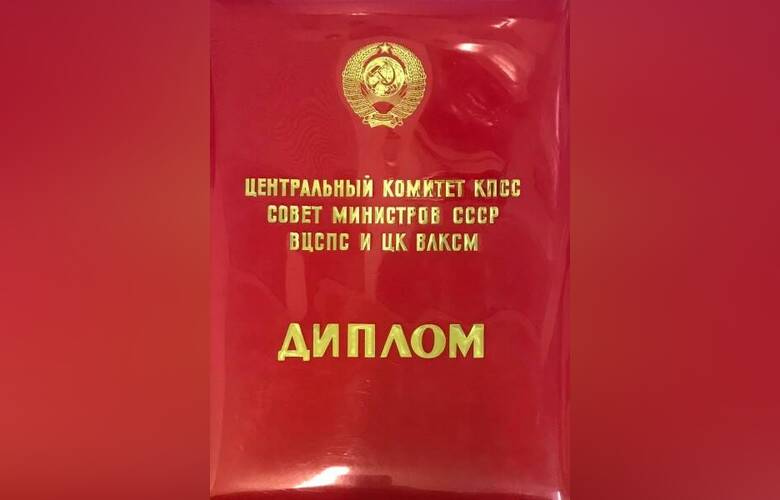 ЦЕНТРАЛЬНЫЙ КОМИТЕТ КПСС
СОВЕТ МИНИСТРОВ СССР
ВЦСПС И ЦК ВЛКСМ
ДИПЛОМ